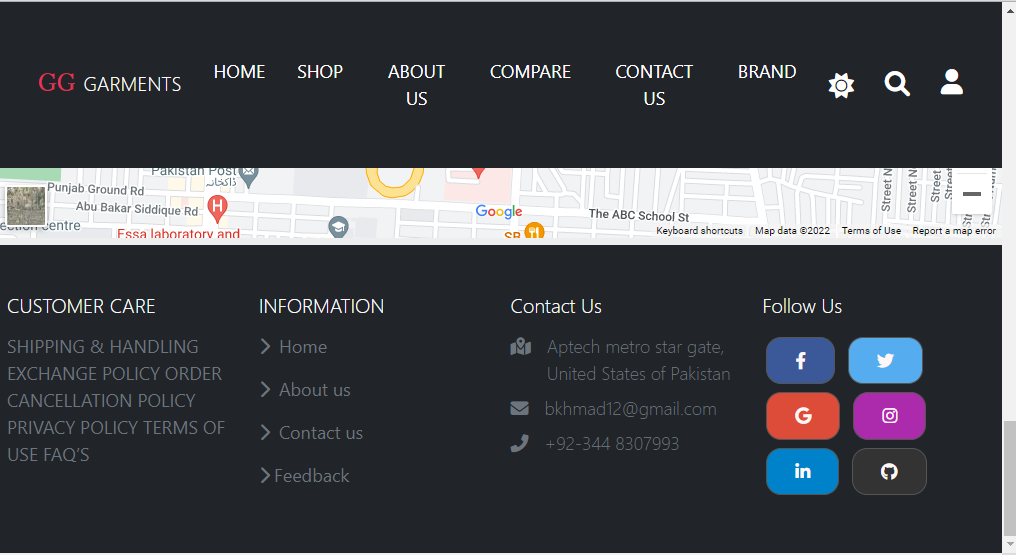 GG GARMENTS
HOME
SHOP
ABOUT
US
COMPARE
CONTACT
US
BRAND
Pakistan Post
ڈاکخانہ
Punjab Ground Rd
Abu Bakar Siddique Rd
ection centre
Essa laboratory and
H
Google
The ABC School St
SB
Street N
Street Ne
Street
Street N
Keyboard shortcuts
Map data ©2022
Terms of Use
Report a map error
CUSTOMER CARE
SHIPPING & HANDLING
EXCHANGE POLICY ORDER
CANCELLATION POLICY
PRIVACY POLICY TERMS OF
USE FAQ'S
INFORMATION
Home
About us
Contact us
Feedback
Contact Us
Aptech metro star gate,
United States of Pakistan
bkhmad12@gmail.com
+92-344 8307993
Follow Us